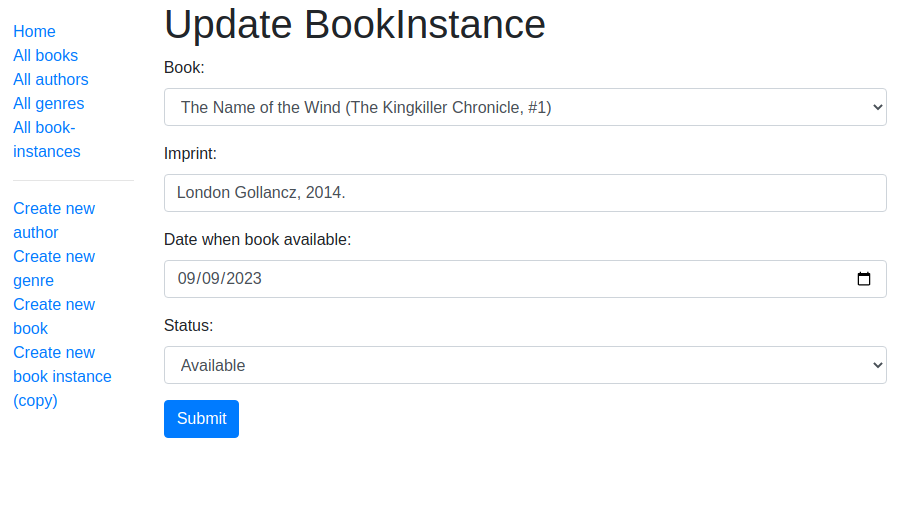 Home
All books
All authors
All genres
All book-
instances
Create new
author
Create new
genre
Create new
book
Create new
book instance
(copy)
Update BookInstance
Book:
The Name of the Wind (The Kingkiller Chronicle, #1)
Imprint:
London Gollancz, 2014.
Date when book available:
09/09/2023
Status:
Available
Submit